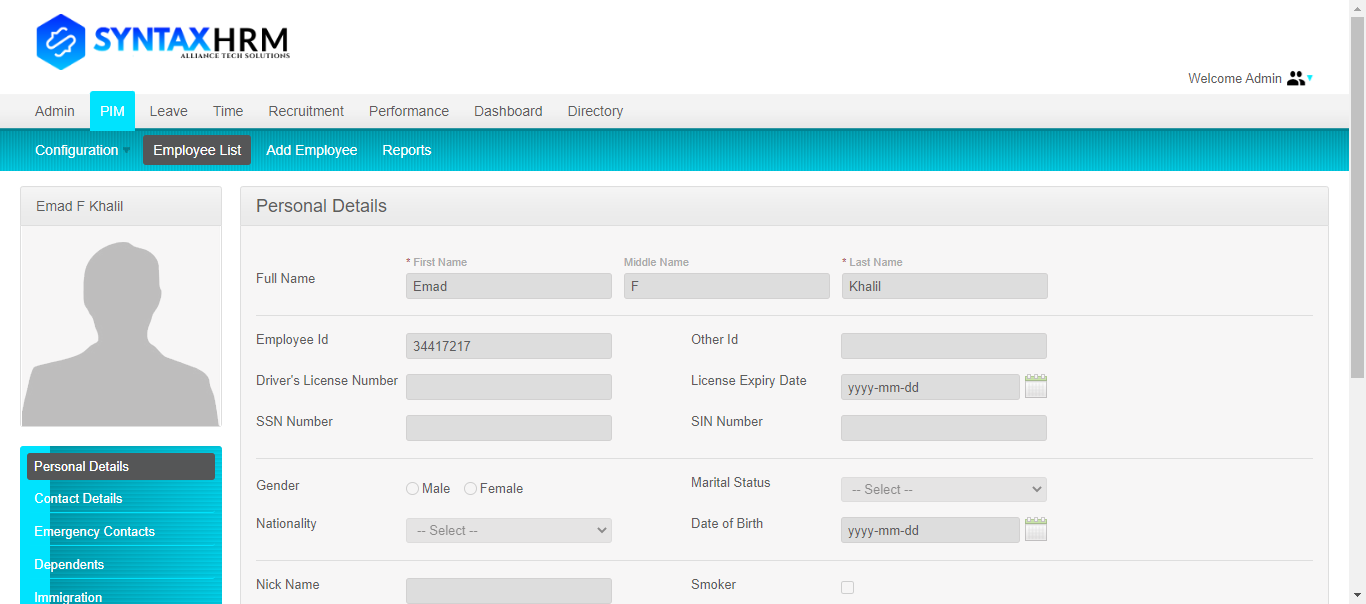 SYNTAXHRM
ALLIANCE TECH SOLUTIONS
Welcome Admin
Admin PIM Leave Time Recruitment Performance Dashboard Directory
Configuration Employee List Add Employee Reports
Emad F Khalil
Personal Details
Contact Details
Emergency Contacts
Dependents
Immigration
Personal Details
* First Name Middle Name * Last Name
Full Name Emad F Khalil
Employee Id 34417217 Other Id
Driver's License Number License Expiry Date yyyy-mm-dd
SSN Number SIN Number
Gender Male Female Marital Status -- Select --
Nationality -- Select -- Date of Birth yyyy-mm-dd
Nick Name Smoker